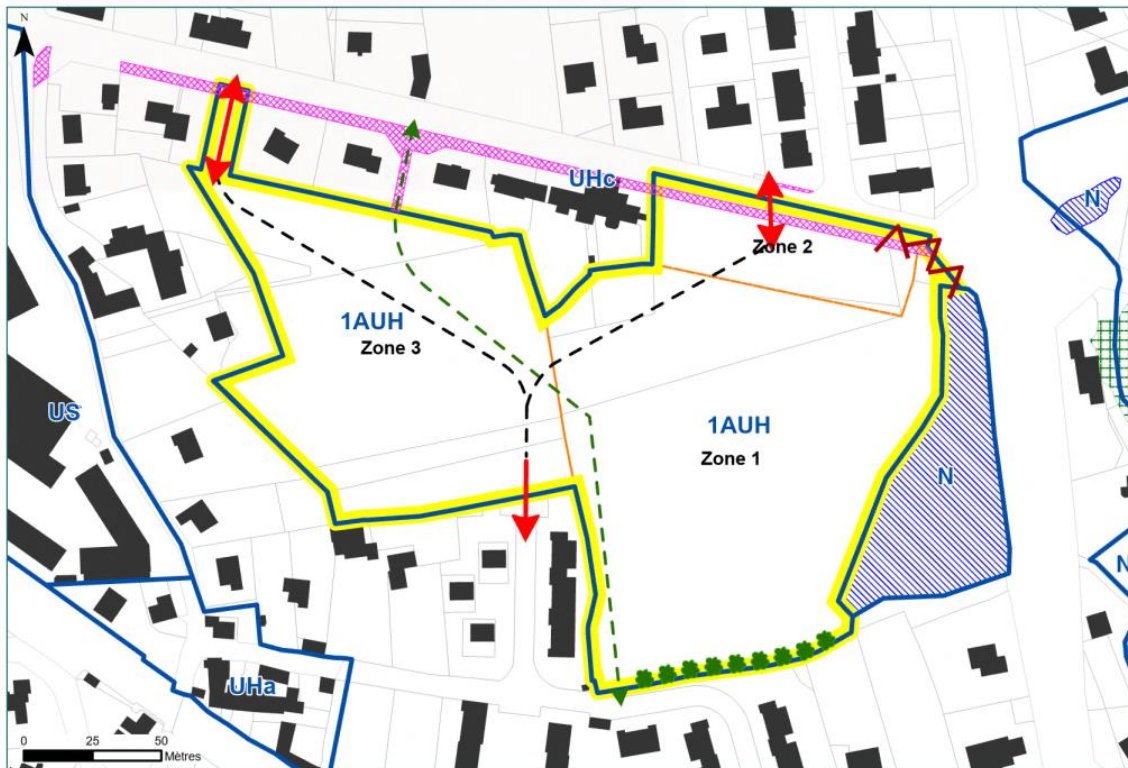 N
UHc
N
Zone 2
1AUH
Zone 3
US
1AUH
Zone 1
N
N
UHa
0 25 50
Mètres